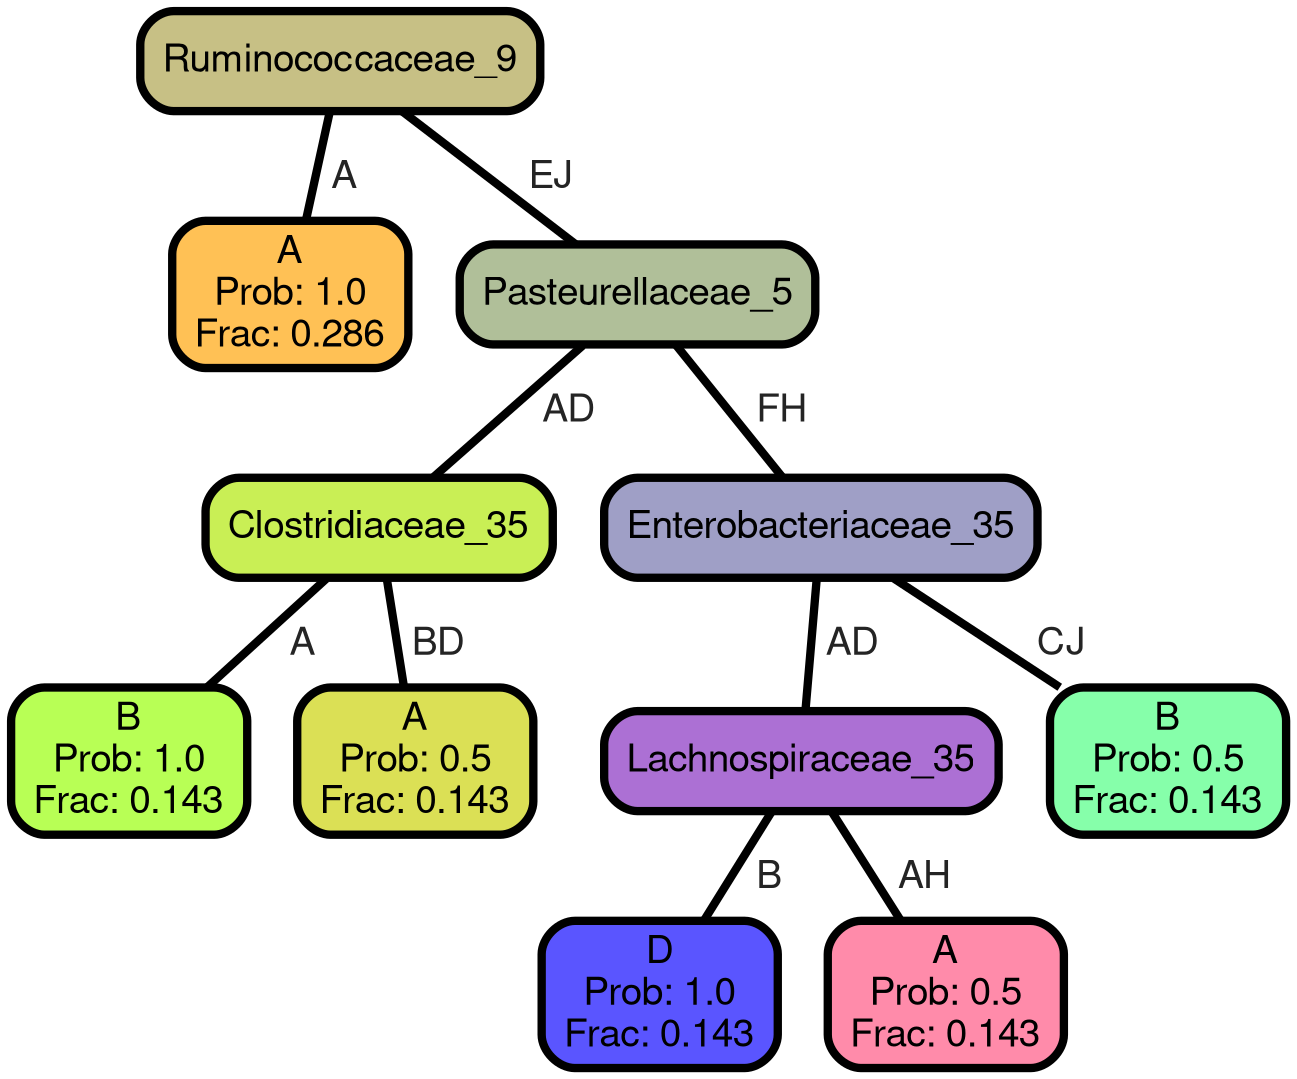 Ruminococcaceae_9
A
EJ
A
Prob: 1.0
Frac: 0.286
Pasteurellaceae_5
AD
FH
Clostridiaceae_35
Enterobacteriaceae_35
A
BD
AD
CJ
B
Prob: 1.0
Frac: 0.143
A
Prob: 0.5
Frac: 0.143
Lachnospiraceae_35
B
Prob: 0.5
Frac: 0.143
B
AH
D
Prob: 1.0
Frac: 0.143
A
Prob: 0.5
Frac: 0.143